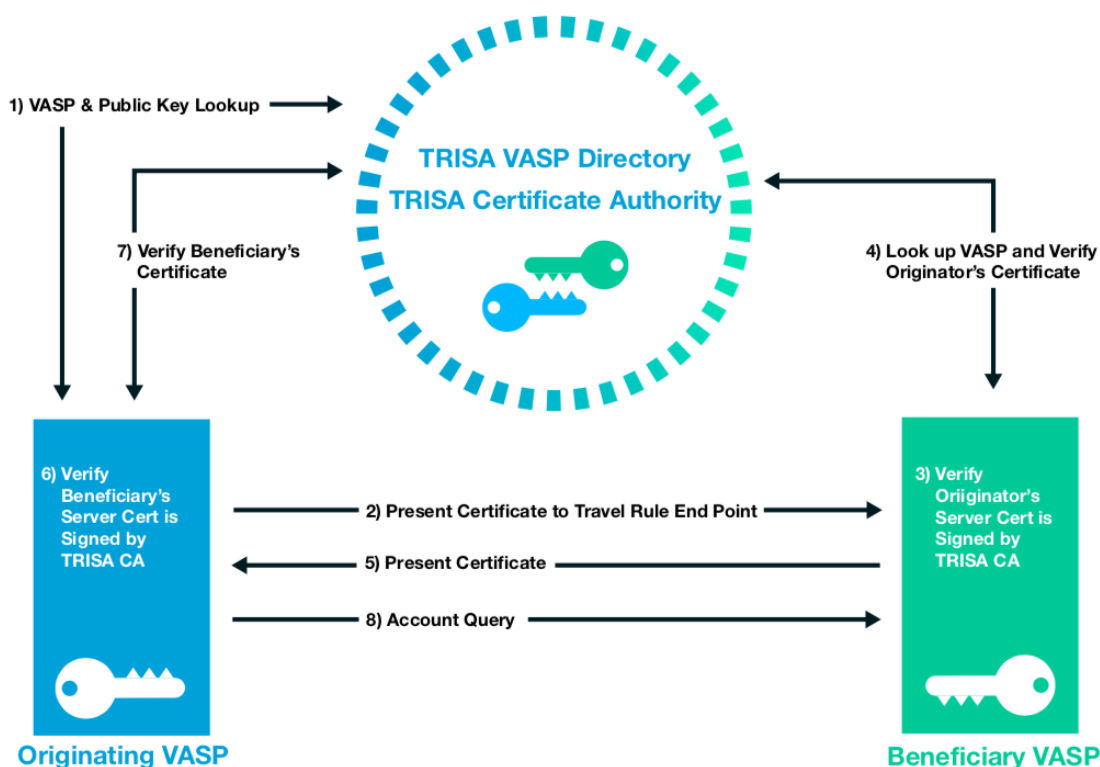 1) VASP & Public Key Lookup
TRISA VASP Directory
TRISA Certificate Authority
7) Verify Beneficiary's
Certificate
4) Look up VASP and Verify
Originator's Certificate
6) Verify
Beneficiary's
Server Cert is
Signed by
TRISA CA
2) Present Certificate to Travel Rule End Point
5) Present Certificate
8) Account Query
3) Verify
Oriiginator's
Server Cert is
Signed by
TRISA CA
Originating VASP
Beneficiary VASP